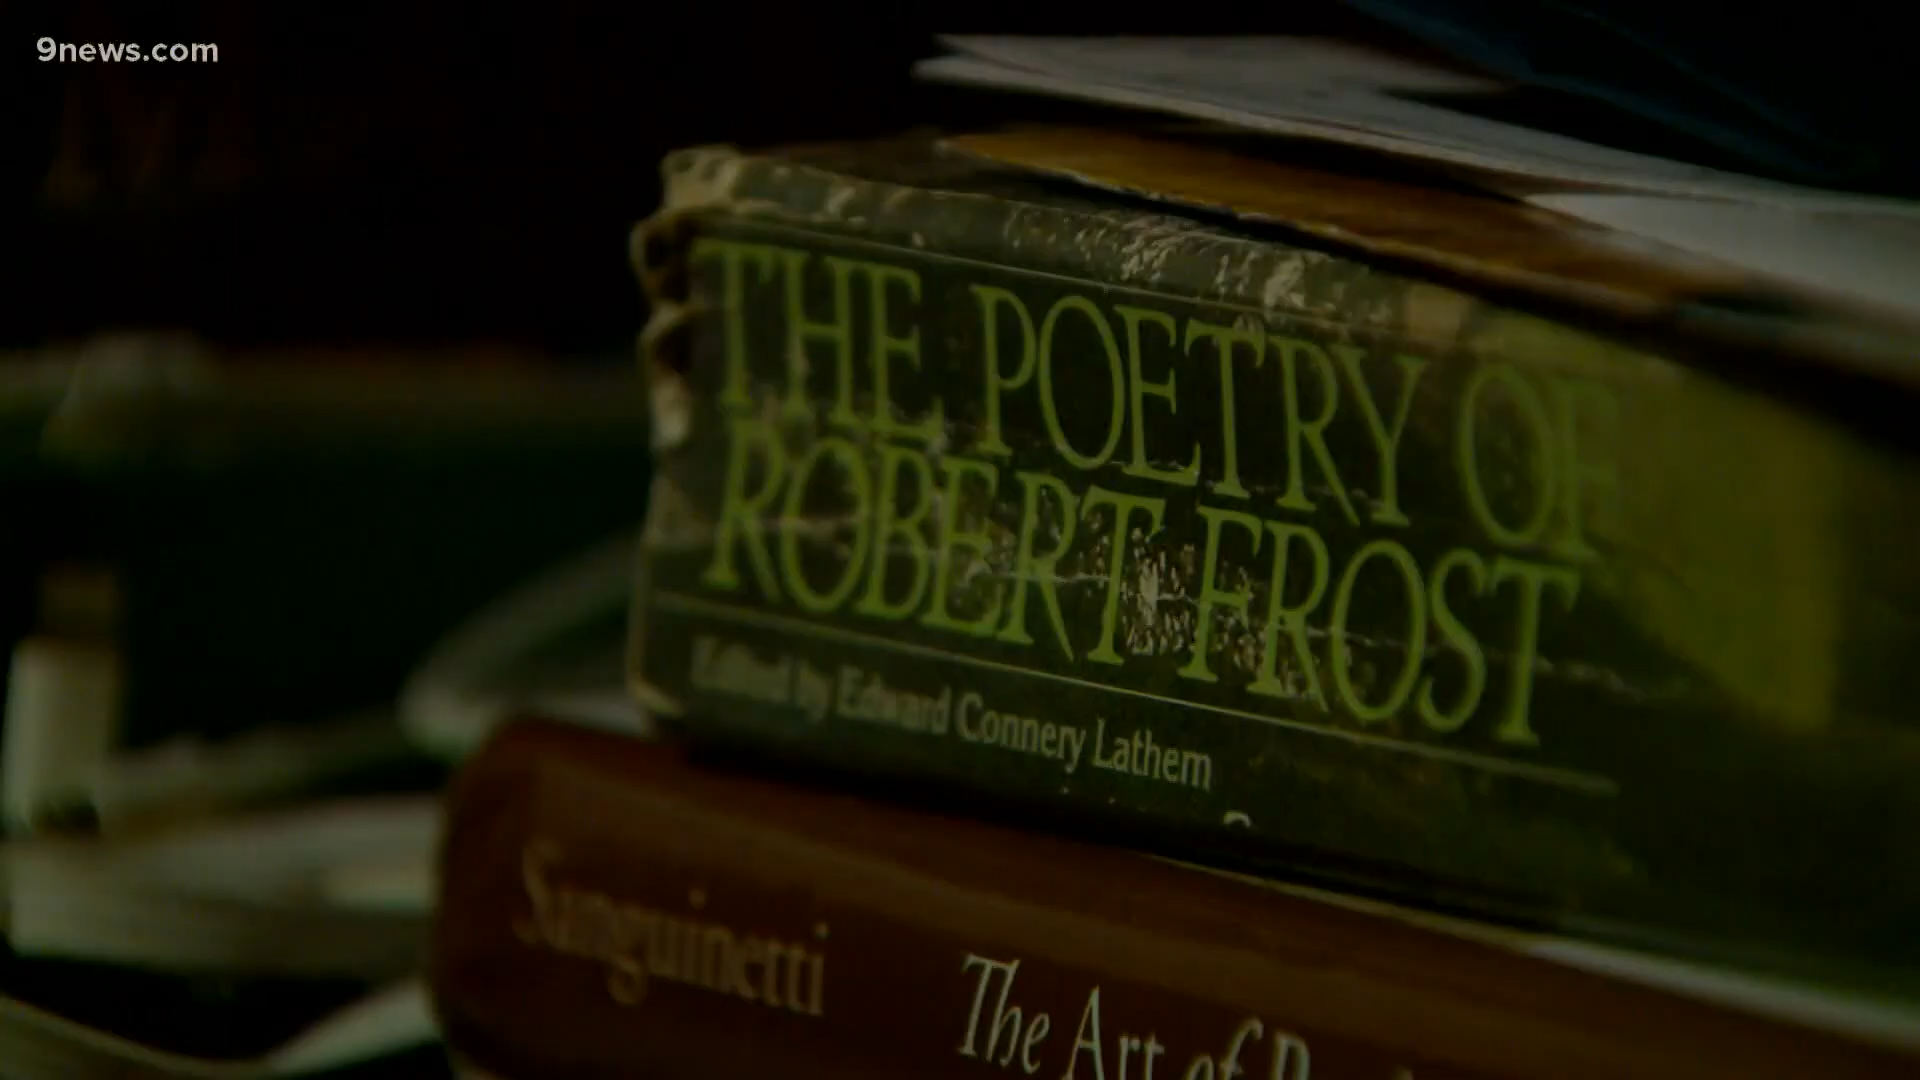 9news.com
THE POETRY OF
ROBERT FROST
Edited by Edward Connery Lathem
Sanguinetti
The Art of